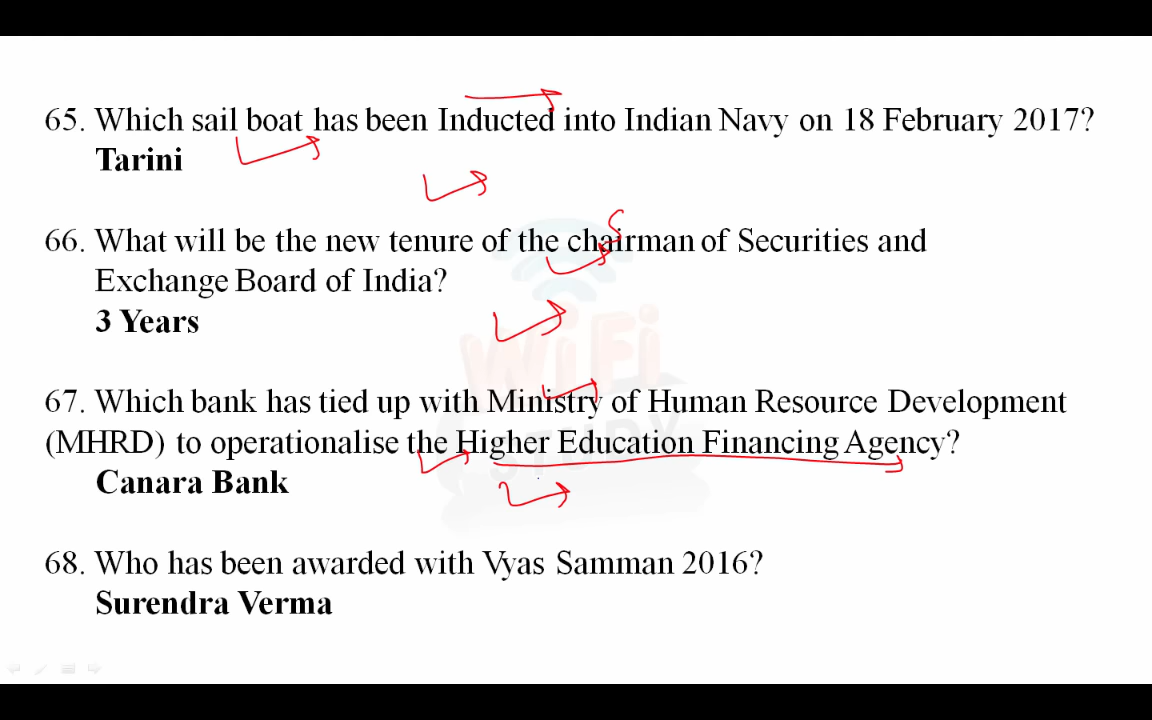 65. Which sail boat has been Inducted into Indian Navy on 18 February 2017?
Tarini
66. What will be the new tenure of the chairman of Securities and
Exchange Board of India?
3 Years
WiFi
STUDY
67. Which bank has tied up with Ministry of Human Resource Development
(MHRD) to operationalise the Higher Education Financing Agency?
Canara Bank
68. Who has been awarded with Vyas Samman 2016?
Surendra Verma